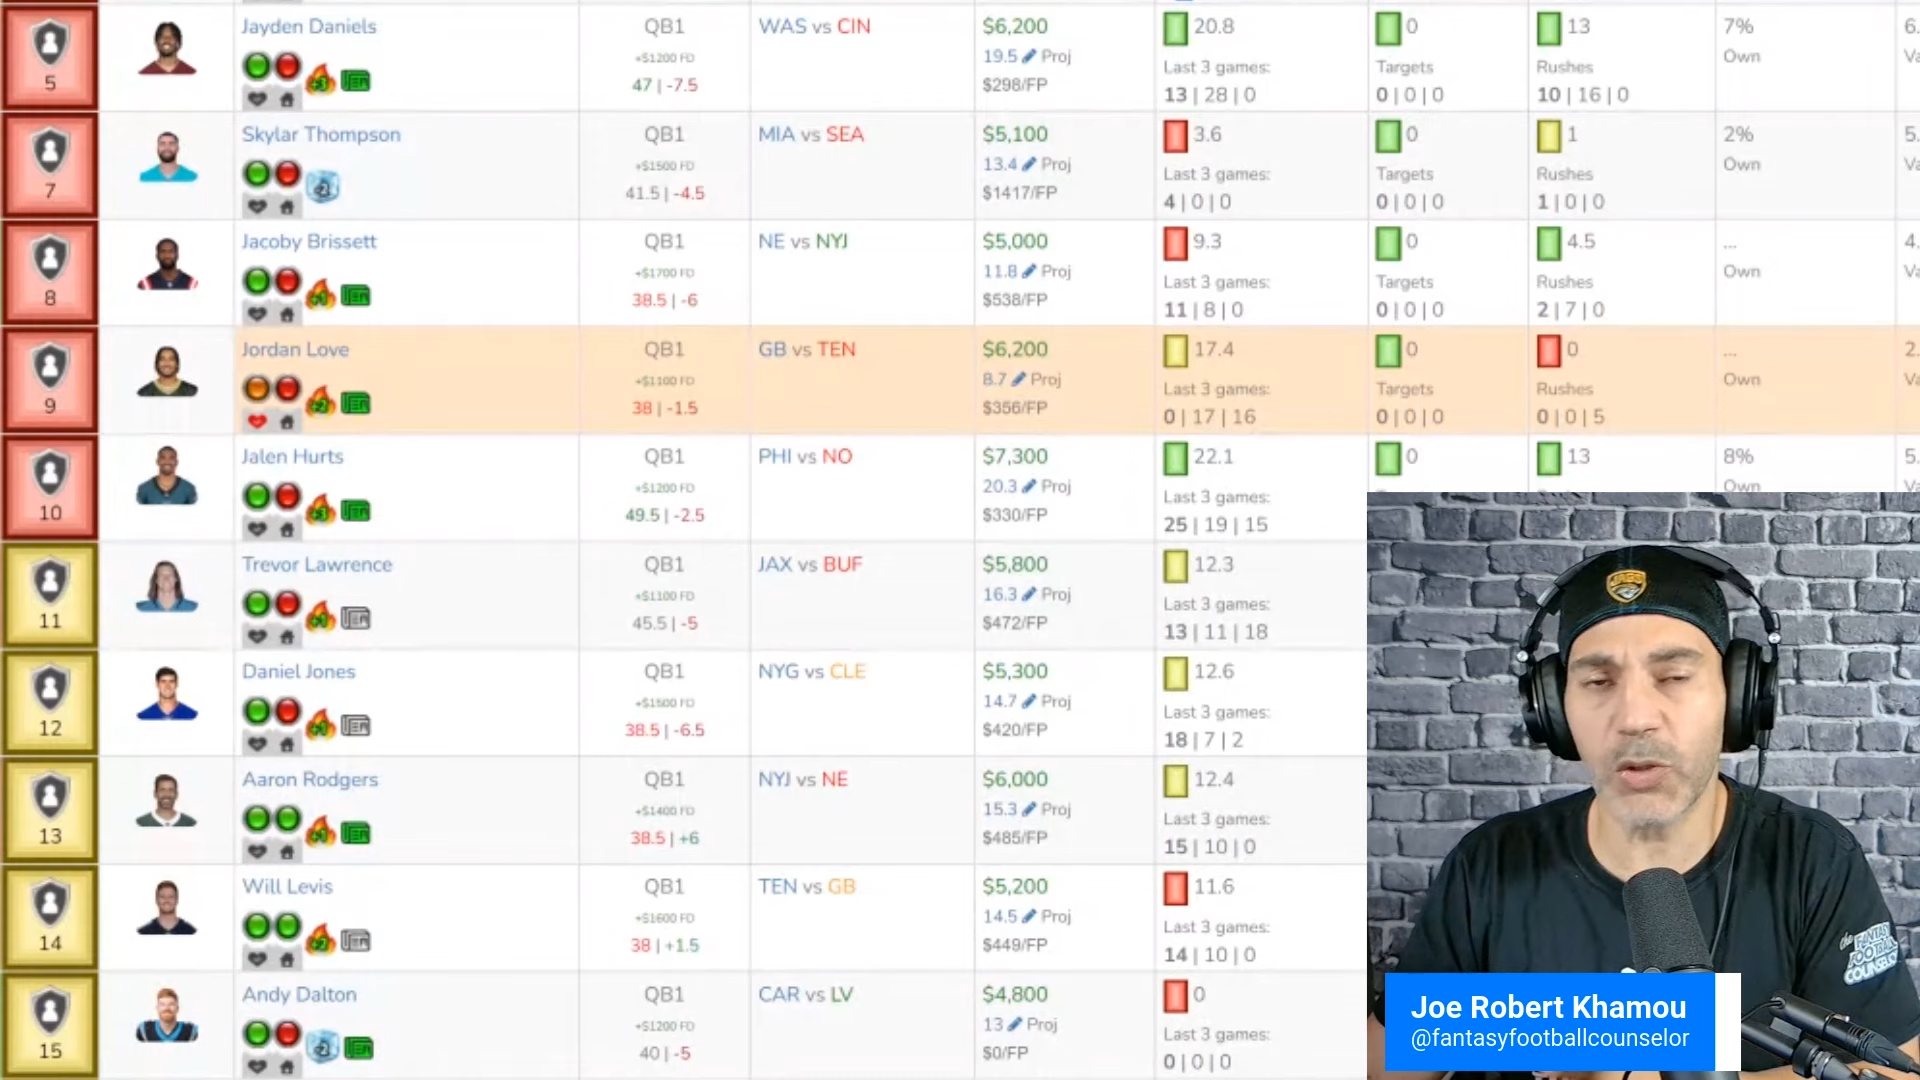 5
Jayden Daniels
QB1
+$1200 FD
47 | -7.5
WAS vs CIN
$6,200
19.5 Proj
$298/FP
20.8
Last 3 games:
13 | 28 | 0
0
Targets
0 | 0 | 0
13
Rushes
10 | 16 | 0
7%
Own
6.
Va
7
Skylar Thompson
QB1
+$1500 FD
41.5 | -4.5
MIA vs SEA
$5,100
13.4 Proj
$1417/FP
3.6
Last 3 games:
4 | 0 | 0
0
Targets
0 | 0 | 0
1
Rushes
1 | 0 | 0
2%
Own
5.
Va
8
Jacoby Brissett
QB1
+$1700 FD
38.5 | -6
NE vs NYJ
$5,000
11.8 Proj
$538/FP
9.3
Last 3 games:
11 | 8 | 0
0
Targets
0 | 0 | 0
4.5
Rushes
2 | 7 | 0
...
Own
4.
Va
9
Jordan Love
QB1
+$1100 FD
38 | -1.5
GB vs TEN
$6,200
8.7 Proj
$356/FP
17.4
Last 3 games:
0 | 17 | 16
0
Targets
0 | 0 | 0
0
Rushes
0 | 0 | 5
...
Own
2.
Va
10
Jalen Hurts
QB1
+$1200 FD
49.5 | -2.5
PHI vs NO
$7,300
20.3 Proj
$330/FP
22.1
Last 3 games:
25 | 19 | 15
0
13
8%
Own
5.
11
Trevor Lawrence
QB1
+$1100 FD
45.5 | -5
JAX vs BUF
$5,800
16.3 Proj
$472/FP
12.3
Last 3 games:
13 | 11 | 18
12
Daniel Jones
QB1
+$1500 FD
38.5 | -6.5
NYG vs CLE
$5,300
14.7 Proj
$420/FP
12.6
Last 3 games:
18 | 7 | 2
13
Aaron Rodgers
QB1
+$1400 FD
38.5 | +6
NYJ vs NE
$6,000
15.3 Proj
$485/FP
12.4
Last 3 games:
15 | 10 | 0
14
Will Levis
QB1
+$1600 FD
38 | +1.5
TEN vs GB
$5,200
14.5 Proj
$449/FP
11.6
Last 3 games:
14 | 10 | 0
15
Andy Dalton
QB1
+$1200 FD
40 | -5
CAR vs LV
$4,800
13 Proj
$0/FP
0
Last 3 games:
0 | 0 | 0
JAGS
the
FANTASY
FOOTBALL
COUNSELOR
Joe Robert Khamou
@fantasyfootballcounselor